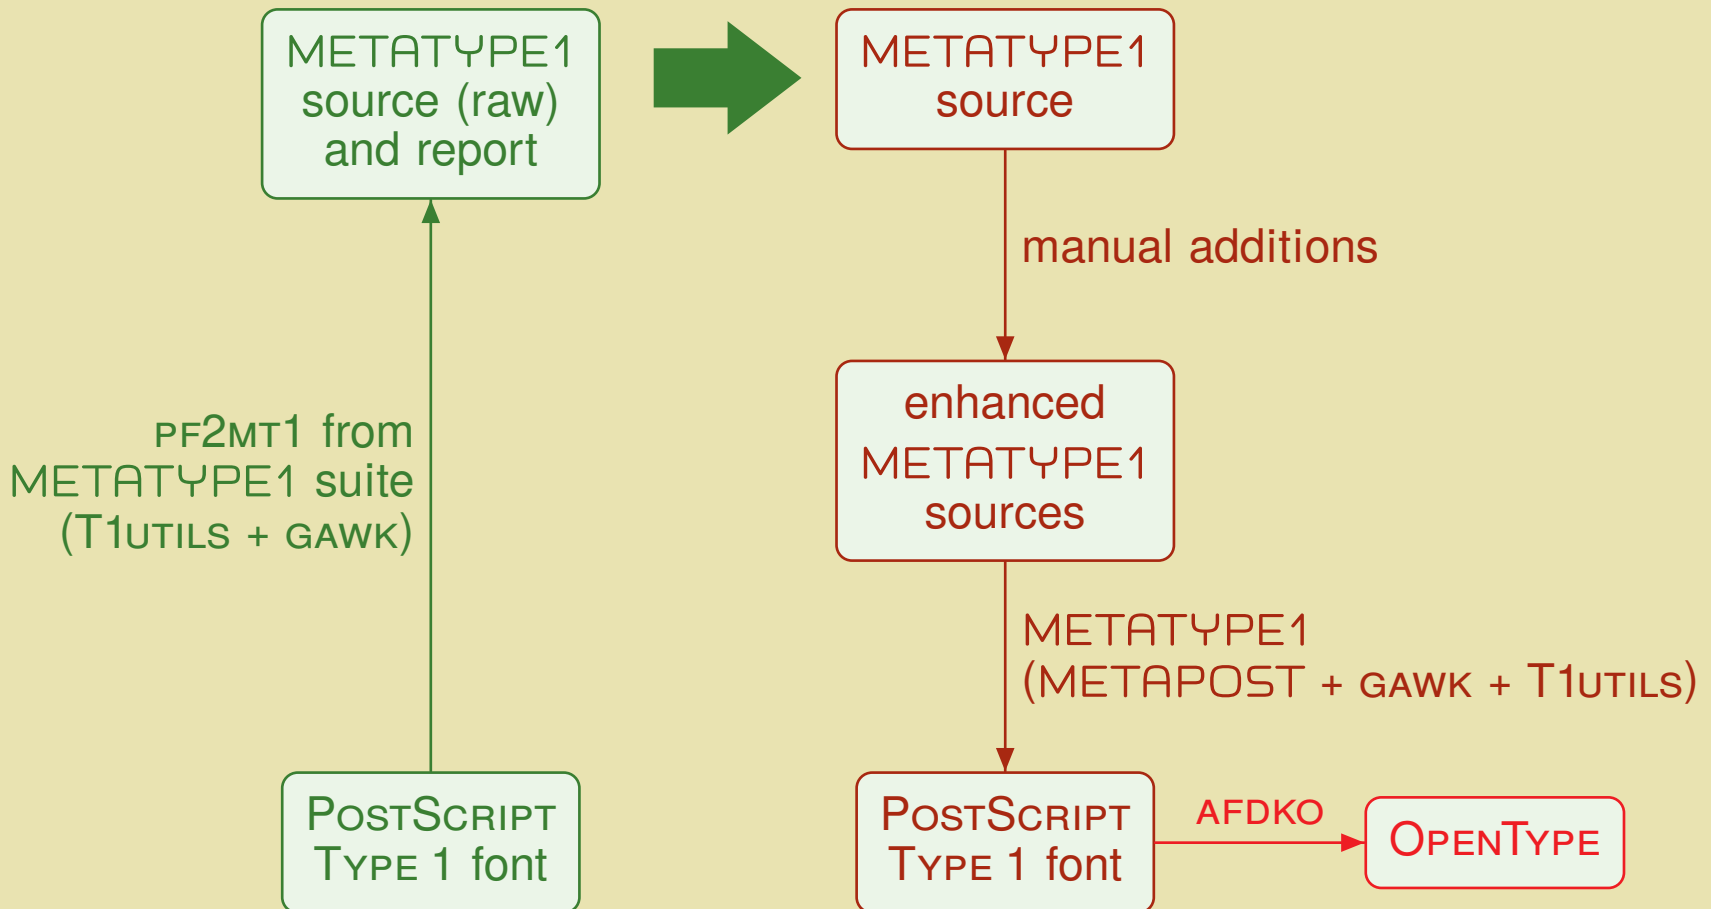 METATYPE1
source (raw)
and report
METATYPE1
source
manual additions
enhanced
METATYPE1
sources
PF2MT1 from
METATYPE1 suite
(T1UTILS + GAWK)
METATYPE1
(METAPOST + GAWK + T1UTILS)
POSTSCRIPT
TYPE 1 font
POSTSCRIPT
TYPE 1 font
AFDKO
OPENTYPE